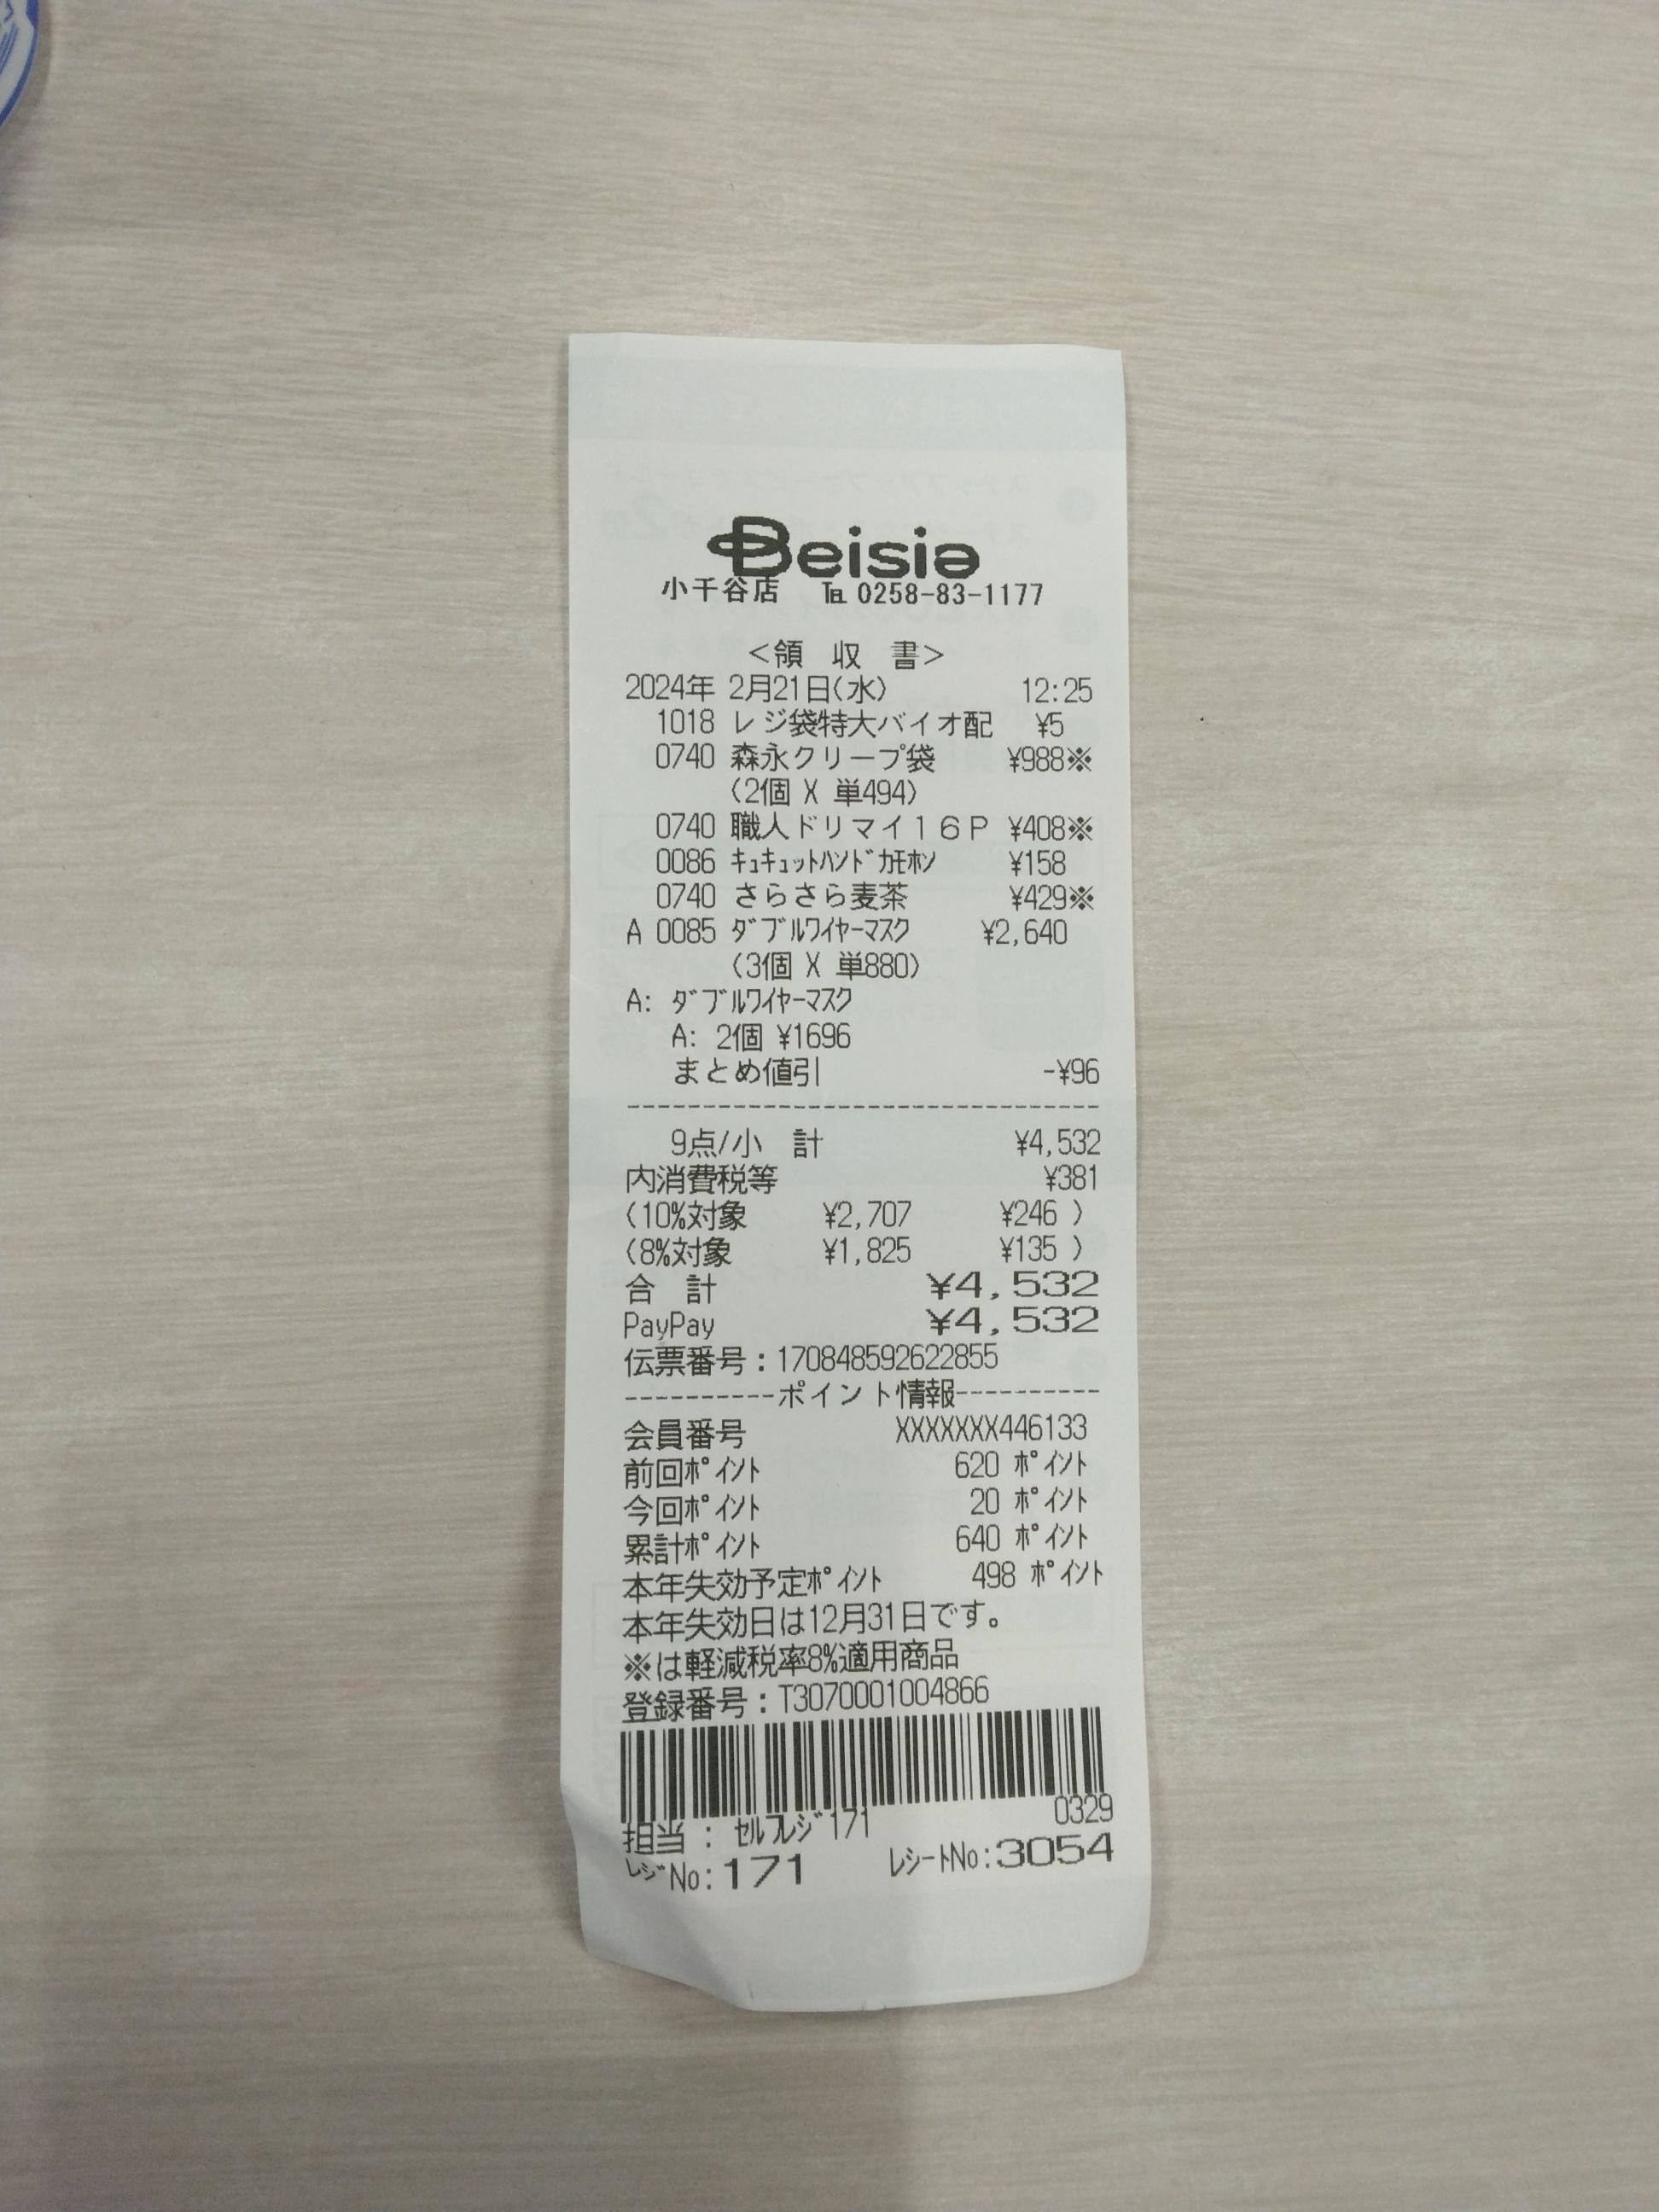 Beisia
小千谷店 ℡ 0258-83-1177
<領 収 書>
2024年 2月21日(水) 12:25
1018 レジ袋特大バイオ配 ¥5
0740 森永クリープ袋 ¥988※
(2個 X 単494)
0740 職人ドリマイ16P ¥408※
0086 ｷｭｷｭｯﾄﾊﾝﾄﾞｶﾓﾎﾝ ¥158
0740 さらさら麦茶 ¥429※
A 0085 ﾀﾞﾌﾞﾙﾜｲﾔｰﾏｽｸ ¥2,640
(3個 X 単880)
A: ﾀﾞﾌﾞﾙﾜｲﾔｰﾏｽｸ
A: 2個 ¥1696
まとめ値引 -¥96
--------------------------------
9点/小 計 ¥4,532
内消費税等 ¥381
(10%対象 ¥2,707 ¥246 )
(8%対象 ¥1,825 ¥135 )
合 計 ¥4,532
PayPay ¥4,532
伝票番号：170848592622855
----------ポイント情報----------
会員番号 XXXXXXX446133
前回ﾎﾟｲﾝﾄ 620 ﾎﾟｲﾝﾄ
今回ﾎﾟｲﾝﾄ 20 ﾎﾟｲﾝﾄ
累計ﾎﾟｲﾝﾄ 640 ﾎﾟｲﾝﾄ
本年失効予定ﾎﾟｲﾝﾄ 498 ﾎﾟｲﾝﾄ
本年失効日は12月31日です。
※は軽減税率8%適用商品
登録番号：T3070001004866
0329
担当： ｾﾙﾌﾚｼﾞ171
ﾚｼﾞNo:171 ﾚｼｰﾄNo:3054